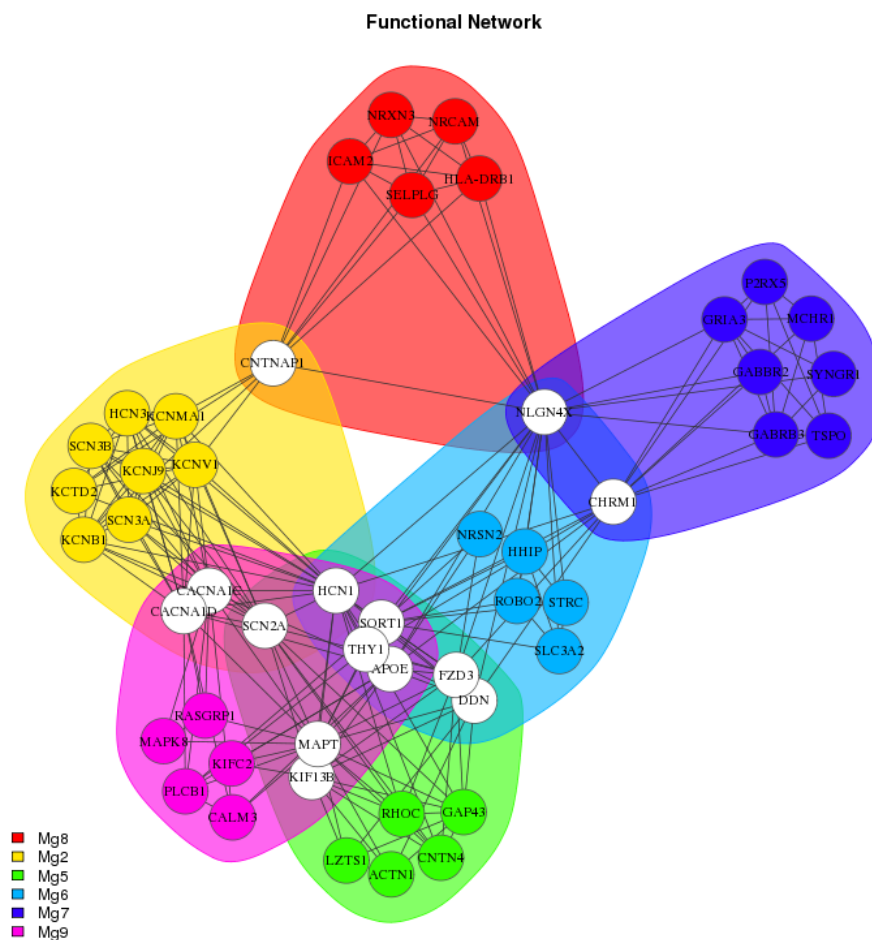 Functional Network
NRXN3
NRCAM
ICAM2
HLA-DRB1
SELPLG
P2RX5
GRIA3
MCHR1
CNTNAP1
GABBR2
SYNGR1
HCN3
KCNMA1
NLGN4X
SCN3B
GABRB3
TSPO
KCNJ9
KCNV1
KCTD2
CHRM1
SCN3A
NRSN2
KCNB1
HHIP
CACNA1C
HCN1
CACNA1D
ROBO2
STRC
SCN2A
SORT1
THY1
SLC3A2
APOE
FZD3
DDN
RASGRP1
MAPK8
MAPT
KIFC2
KIF13B
PLCB1
RHOC
GAP43
CALM3
LZTS1
CNTN4
ACTN1
Mg8
Mg2
Mg5
Mg6
Mg7
Mg9